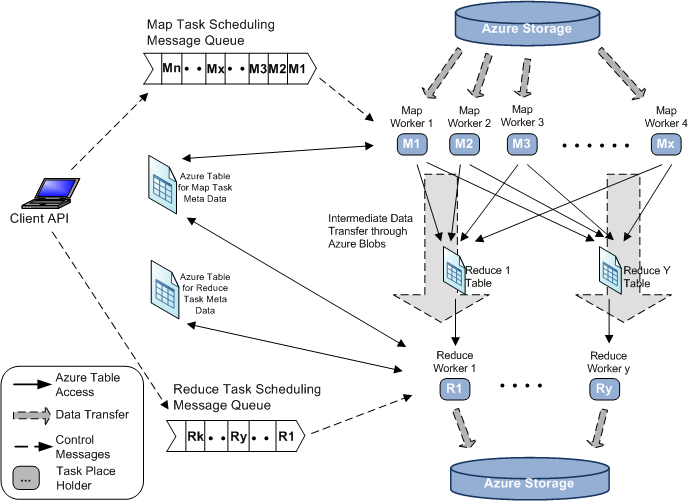 Map Task Scheduling
Message Queue
Mn • • Mx • • M3 M2 M1
Azure Storage
Map
Worker 1
Map
Worker 2
Map
Worker 3
Map
Worker 4
M1
M2
M3
• • • • • •
Mx
Client API
Azure Table
for Map Task
Meta Data
Intermediate Data
Transfer through
Azure Blobs
Reduce 1
Table
Reduce Y
Table
Azure Table
for Reduce
Task Meta
Data
Reduce
Worker 1
Reduce
Worker y
R1
• • • •
Ry
Reduce Task Scheduling
Message Queue
Rk • • Ry • • R1
Azure Storage
Azure Table
Access
Data Transfer
Control
Messages
...
Task Place
Holder